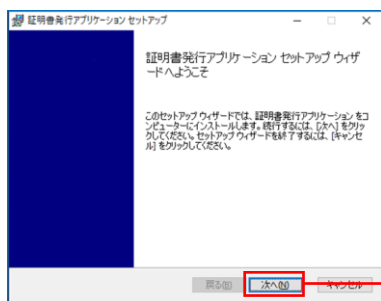 証明書発行アプリケーション セットアップ
証明書発行アプリケーション セットアップ ウィザ
ードへようこそ
このセットアップ ウィザードでは、証明書発行アプリケーション をコ
ンピューターにインストールします。続行するには、[次へ] をクリッ
クしてください。セットアップ ウィザードを終了するには、[キャンセ
ル] をクリックしてください。
戻る(B)
次へ(N)
キャンセル